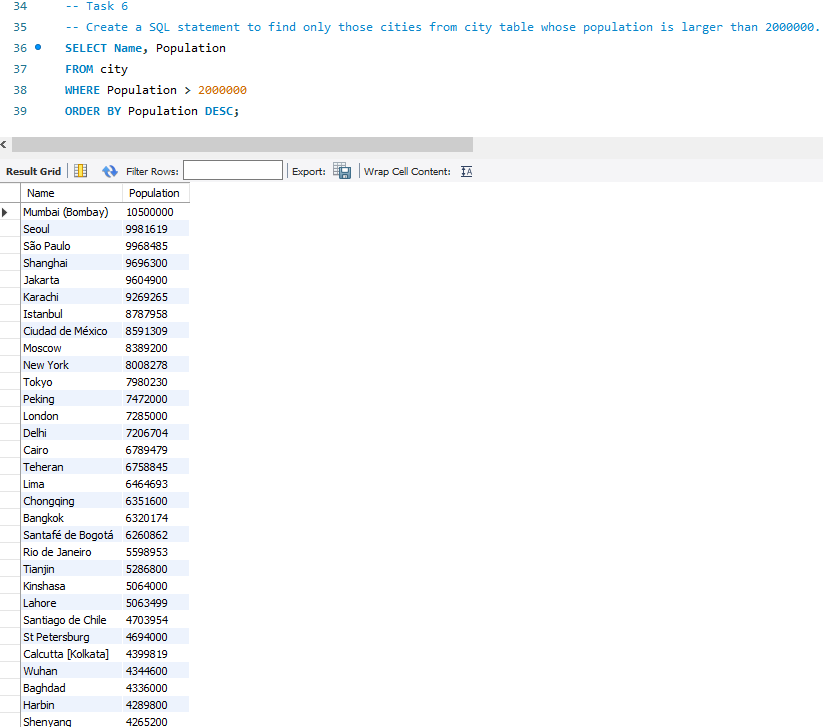 34 -- Task 6
35 -- Create a SQL statement to find only those cities from city table whose population is larger than 2000000.
36 SELECT Name, Population
37 FROM city
38 WHERE Population > 2000000
39 ORDER BY Population DESC;
Result Grid Filter Rows: Export: Wrap Cell Content: IA
Name Population
Mumbai (Bombay) 10500000
Seoul 9981619
São Paulo 9968485
Shanghai 9696300
Jakarta 9604900
Karachi 9269265
Istanbul 8787958
Ciudad de México 8591309
Moscow 8389200
New York 8008278
Tokyo 7980230
Peking 7472000
London 7285000
Delhi 7206704
Cairo 6789479
Teheran 6758845
Lima 6464693
Chongqing 6351600
Bangkok 6320174
Santafé de Bogotá 6260862
Rio de Janeiro 5598953
Tianjin 5286800
Kinshasa 5064000
Lahore 5063499
Santiago de Chile 4703954
St Petersburg 4694000
Calcutta [Kolkata] 4399819
Wuhan 4344600
Baghdad 4336000
Harbin 4289800
Shenyang 4265200